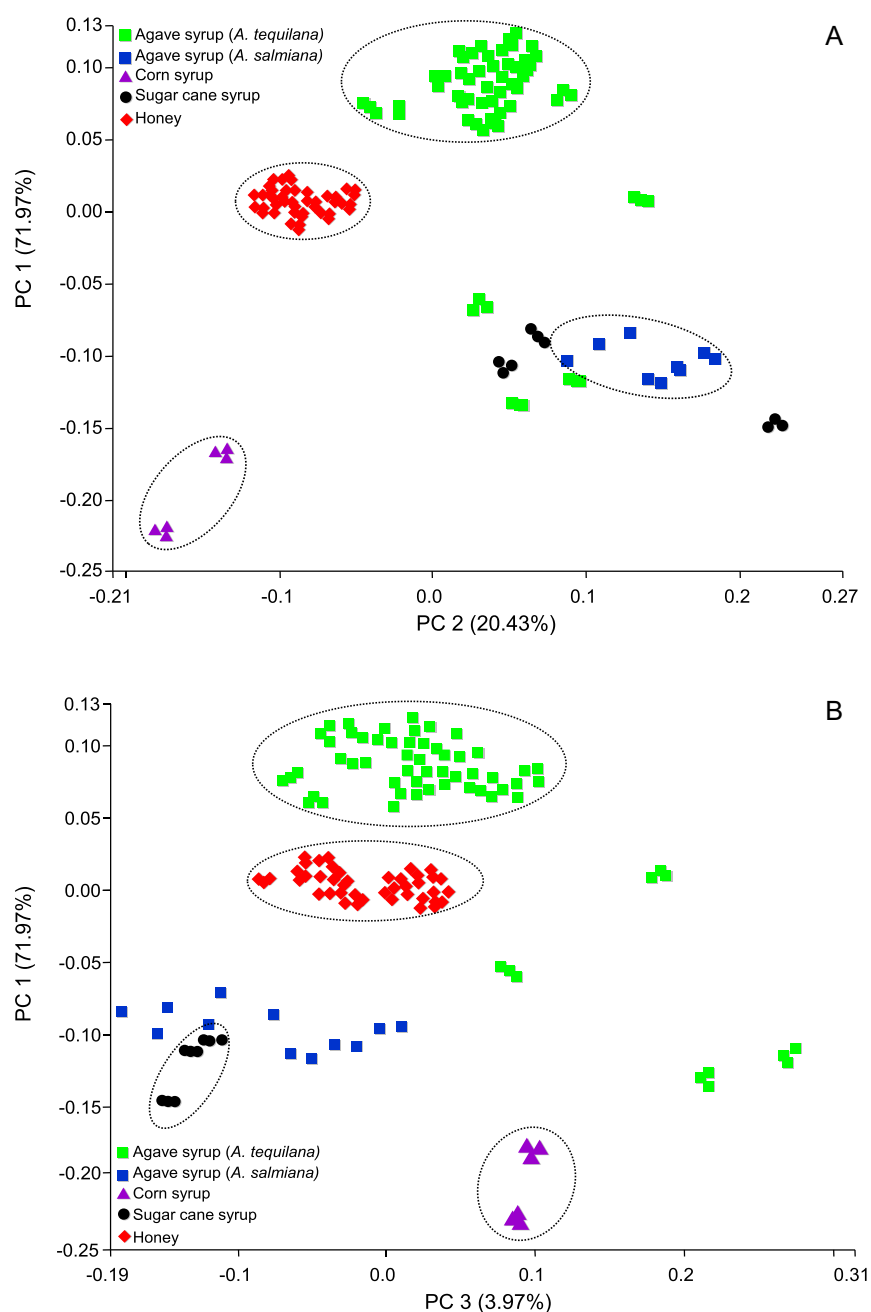 A
Agave syrup (A. tequilana)
Agave syrup (A. salmiana)
Corn syrup
Sugar cane syrup
Honey
0.13
0.10
0.05
0.00
-0.05
-0.10
-0.15
-0.20
-0.25
PC 1 (71.97%)
-0.21 -0.1 0.0 0.1 0.2 0.27
PC 2 (20.43%)
B
0.13
0.10
0.05
0.00
-0.05
-0.10
-0.15
-0.20
-0.25
PC 1 (71.97%)
Agave syrup (A. tequilana)
Agave syrup (A. salmiana)
Corn syrup
Sugar cane syrup
Honey
-0.19 -0.1 0.0 0.1 0.2 0.31
PC 3 (3.97%)